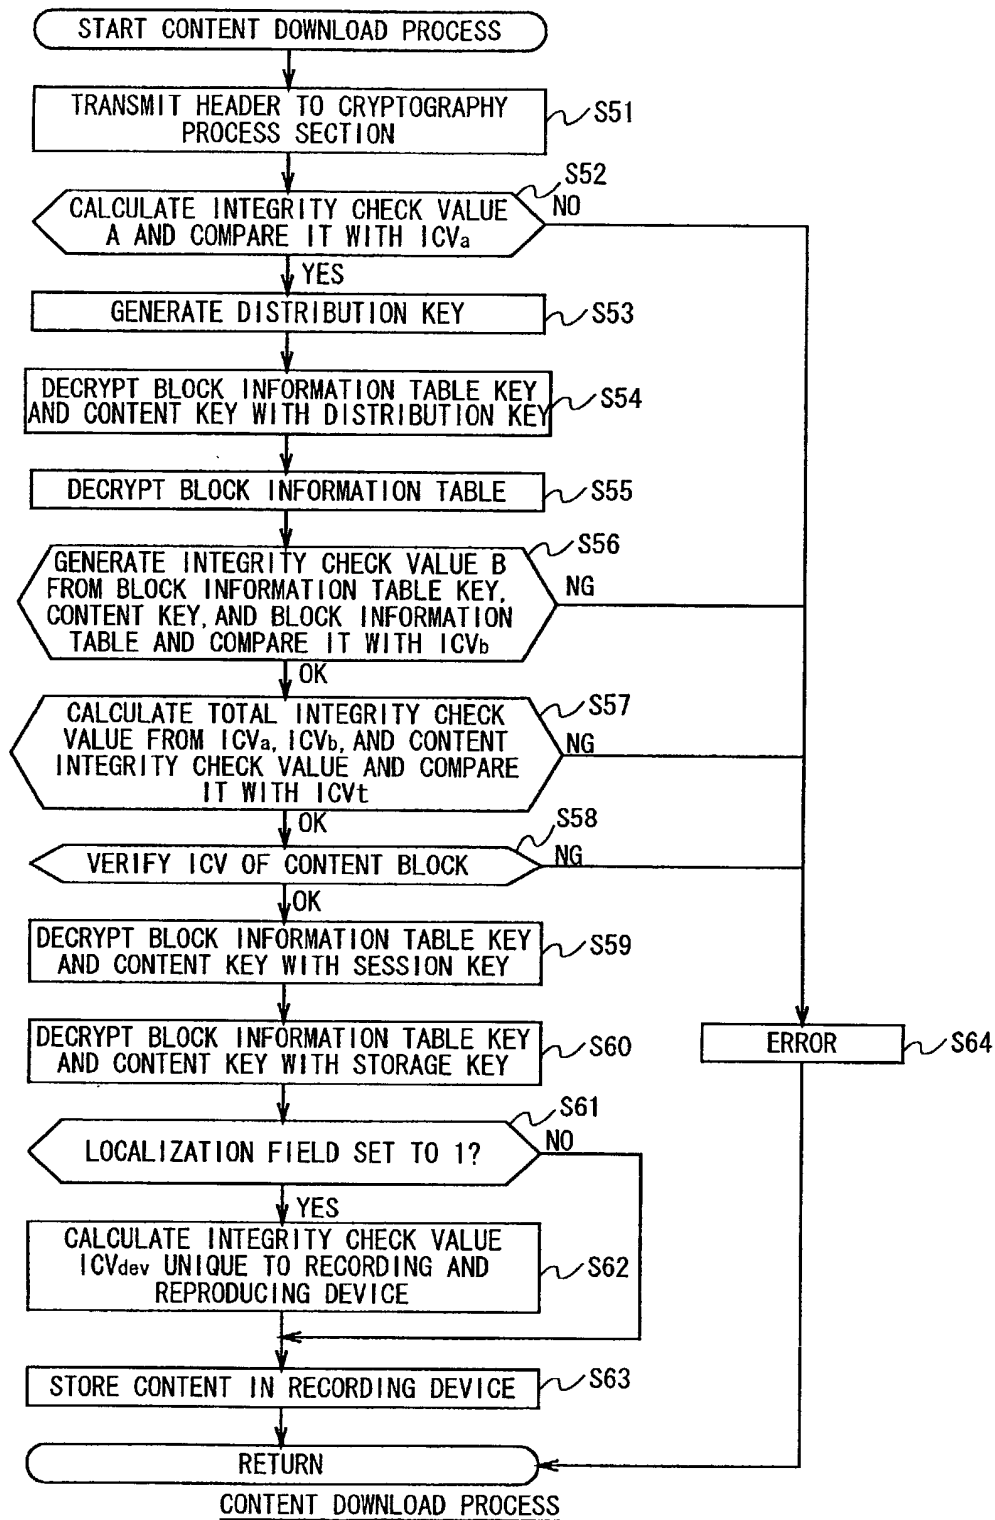 START CONTENT DOWNLOAD PROCESS
TRANSMIT HEADER TO CRYPTOGRAPHY
PROCESS SECTION
S51
S52
CALCULATE INTEGRITY CHECK VALUE
A AND COMPARE IT WITH ICVa
NO
YES
GENERATE DISTRIBUTION KEY
S53
DECRYPT BLOCK INFORMATION TABLE KEY
AND CONTENT KEY WITH DISTRIBUTION KEY
S54
DECRYPT BLOCK INFORMATION TABLE
S55
S56
GENERATE INTEGRITY CHECK VALUE B
FROM BLOCK INFORMATION TABLE KEY,
CONTENT KEY, AND BLOCK INFORMATION
TABLE AND COMPARE IT WITH ICVb
NG
OK
S57
CALCULATE TOTAL INTEGRITY CHECK
VALUE FROM ICVa, ICVb, AND CONTENT
INTEGRITY CHECK VALUE AND COMPARE
IT WITH ICVt
NG
OK
S58
VERIFY ICV OF CONTENT BLOCK
NG
OK
DECRYPT BLOCK INFORMATION TABLE KEY
AND CONTENT KEY WITH SESSION KEY
S59
DECRYPT BLOCK INFORMATION TABLE KEY
AND CONTENT KEY WITH STORAGE KEY
S60
ERROR
S64
S61
LOCALIZATION FIELD SET TO 1?
NO
YES
CALCULATE INTEGRITY CHECK VALUE
ICVdev UNIQUE TO RECORDING AND
REPRODUCING DEVICE
S62
STORE CONTENT IN RECORDING DEVICE
S63
RETURN
CONTENT DOWNLOAD PROCESS